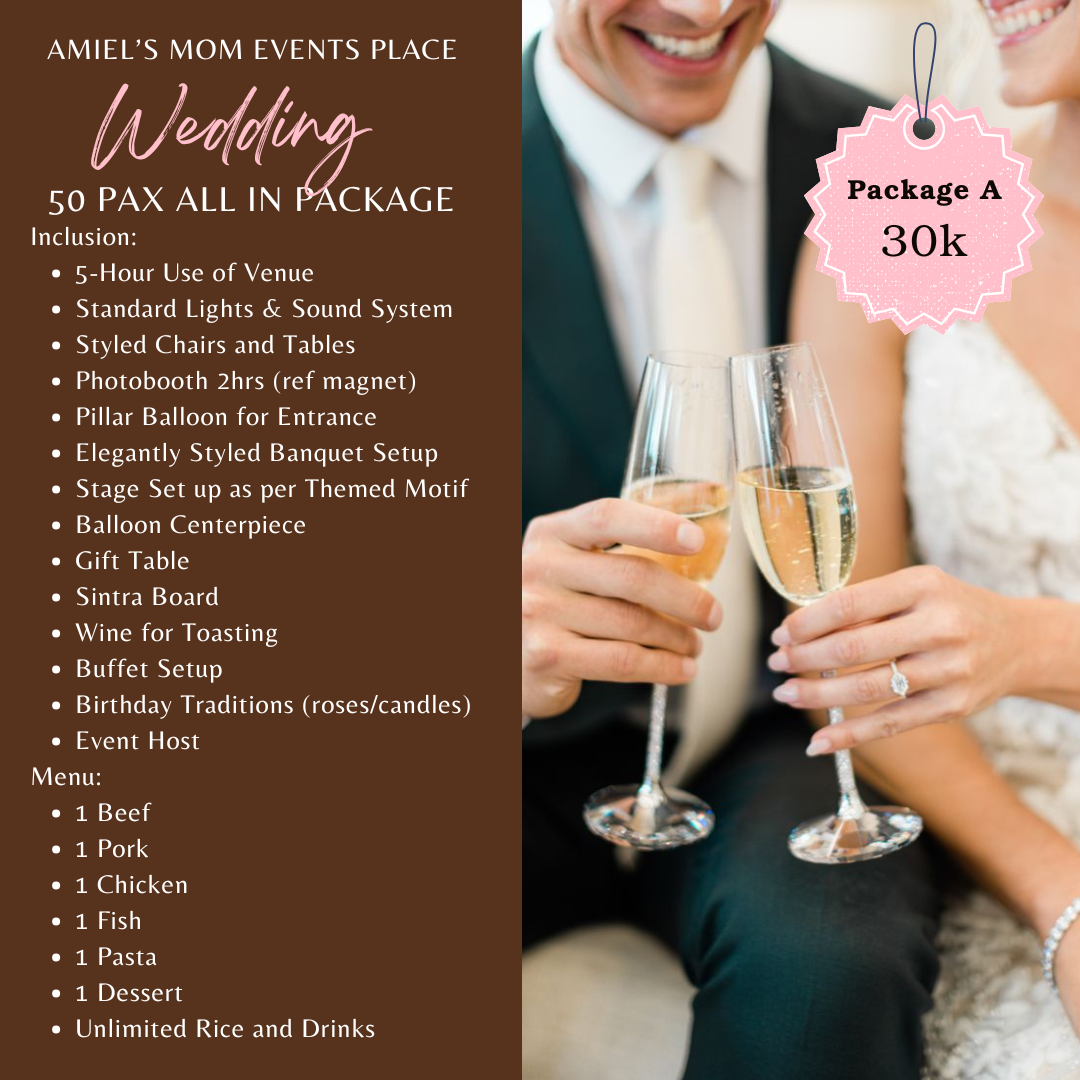 AMIEL'S MOM EVENTS PLACE
Wedding
50 PAX ALL IN PACKAGE
Inclusion:
• 5-Hour Use of Venue
• Standard Lights & Sound System
• Styled Chairs and Tables
• Photobooth 2hrs (ref magnet)
• Pillar Balloon for Entrance
• Elegantly Styled Banquet Setup
• Stage Set up as per Themed Motif
• Balloon Centerpiece
• Gift Table
• Sintra Board
• Wine for Toasting
• Buffet Setup
• Birthday Traditions (roses/candles)
• Event Host
Menu:
• 1 Beef
• 1 Pork
• 1 Chicken
• 1 Fish
• 1 Pasta
• 1 Dessert
• Unlimited Rice and Drinks
Package A
30k